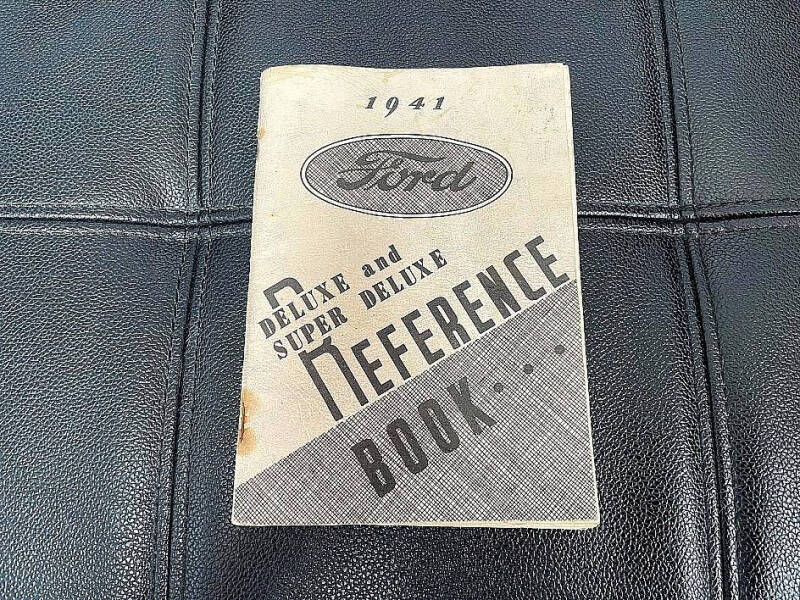 1941
Ford
DELUXE and
SUPER DELUXE
REFERENCE
BOOK...